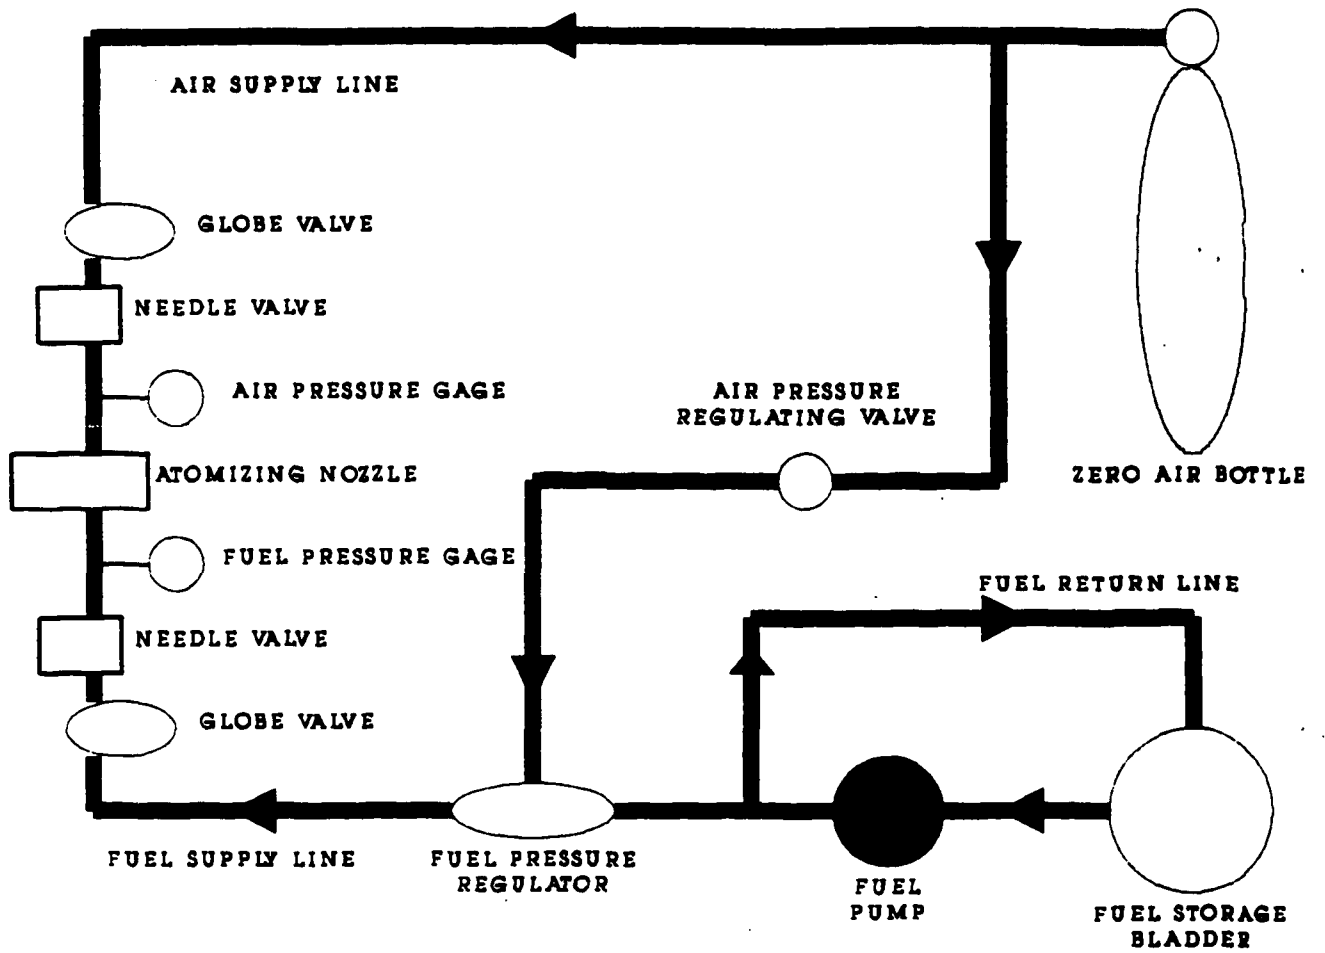 AIR SUPPLY LINE
GLOBE VALVE
NEEDLE VALVE
AIR PRESSURE GAGE
AIR PRESSURE
REGULATING VALVE
ATOMIZING NOZZLE
ZERO AIR BOTTLE
FUEL PRESSURE GAGE
FUEL RETURN LINE
NEEDLE VALVE
GLOBE VALVE
FUEL SUPPLY LINE
FUEL PRESSURE
REGULATOR
FUEL
PUMP
FUEL STORAGE
BLADDER